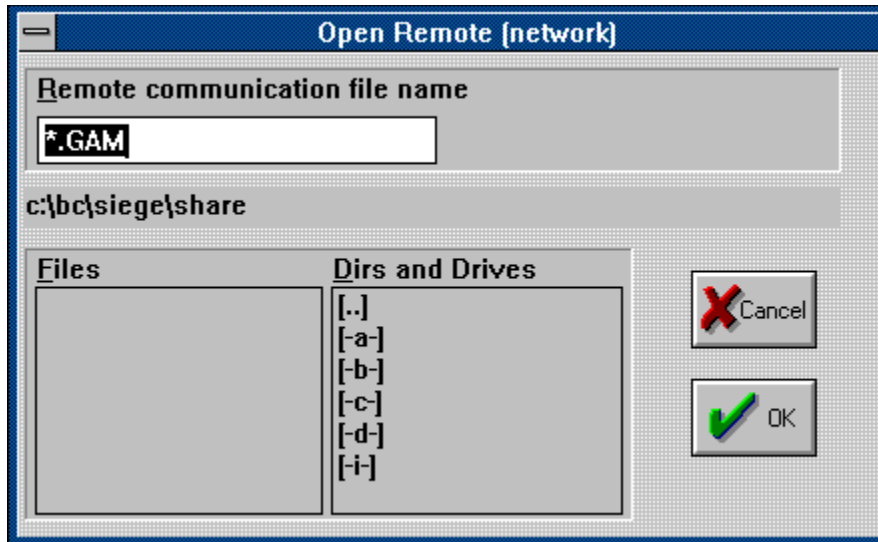 Open Remote (network)
Remote communication file name
*.GAM
c:\bc\siege\share
Files
Dirs and Drives
[..]
[-a-]
[-b-]
[-c-]
[-d-]
[-i-]
Cancel
OK